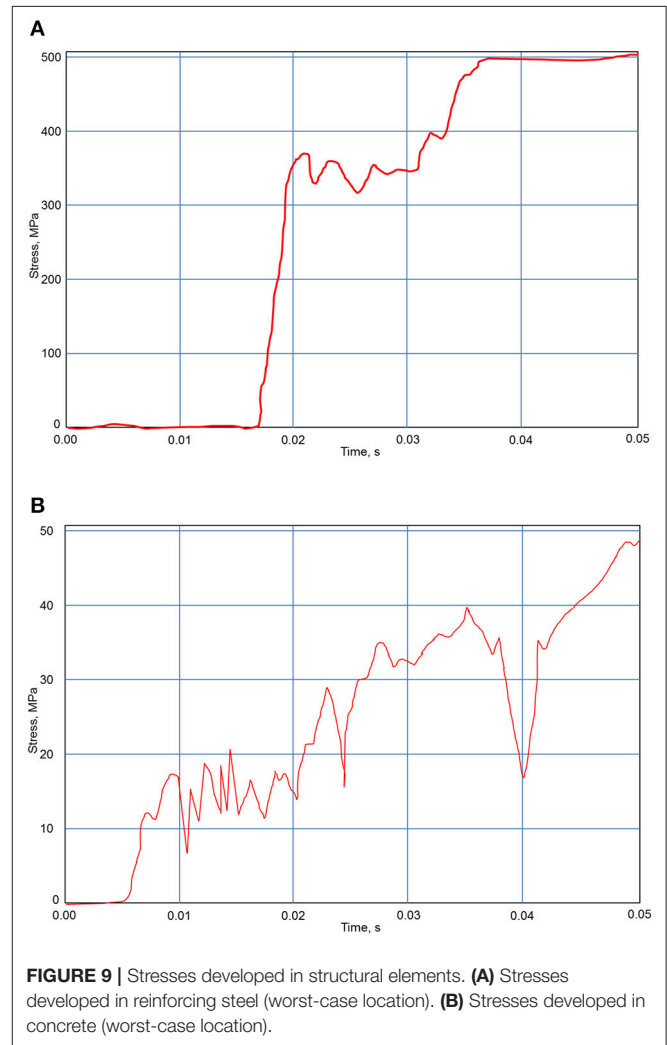 A
500
400
300
200
100
0
Stress, MPa
0.00 0.01 0.02 0.03 0.04 0.05
Time, s
B
50
40
30
20
10
0
Stress, MPa
0.00 0.01 0.02 0.03 0.04 0.05
Time, s
FIGURE 9 | Stresses developed in structural elements. (A) Stresses
developed in reinforcing steel (worst-case location). (B) Stresses developed in
concrete (worst-case location).